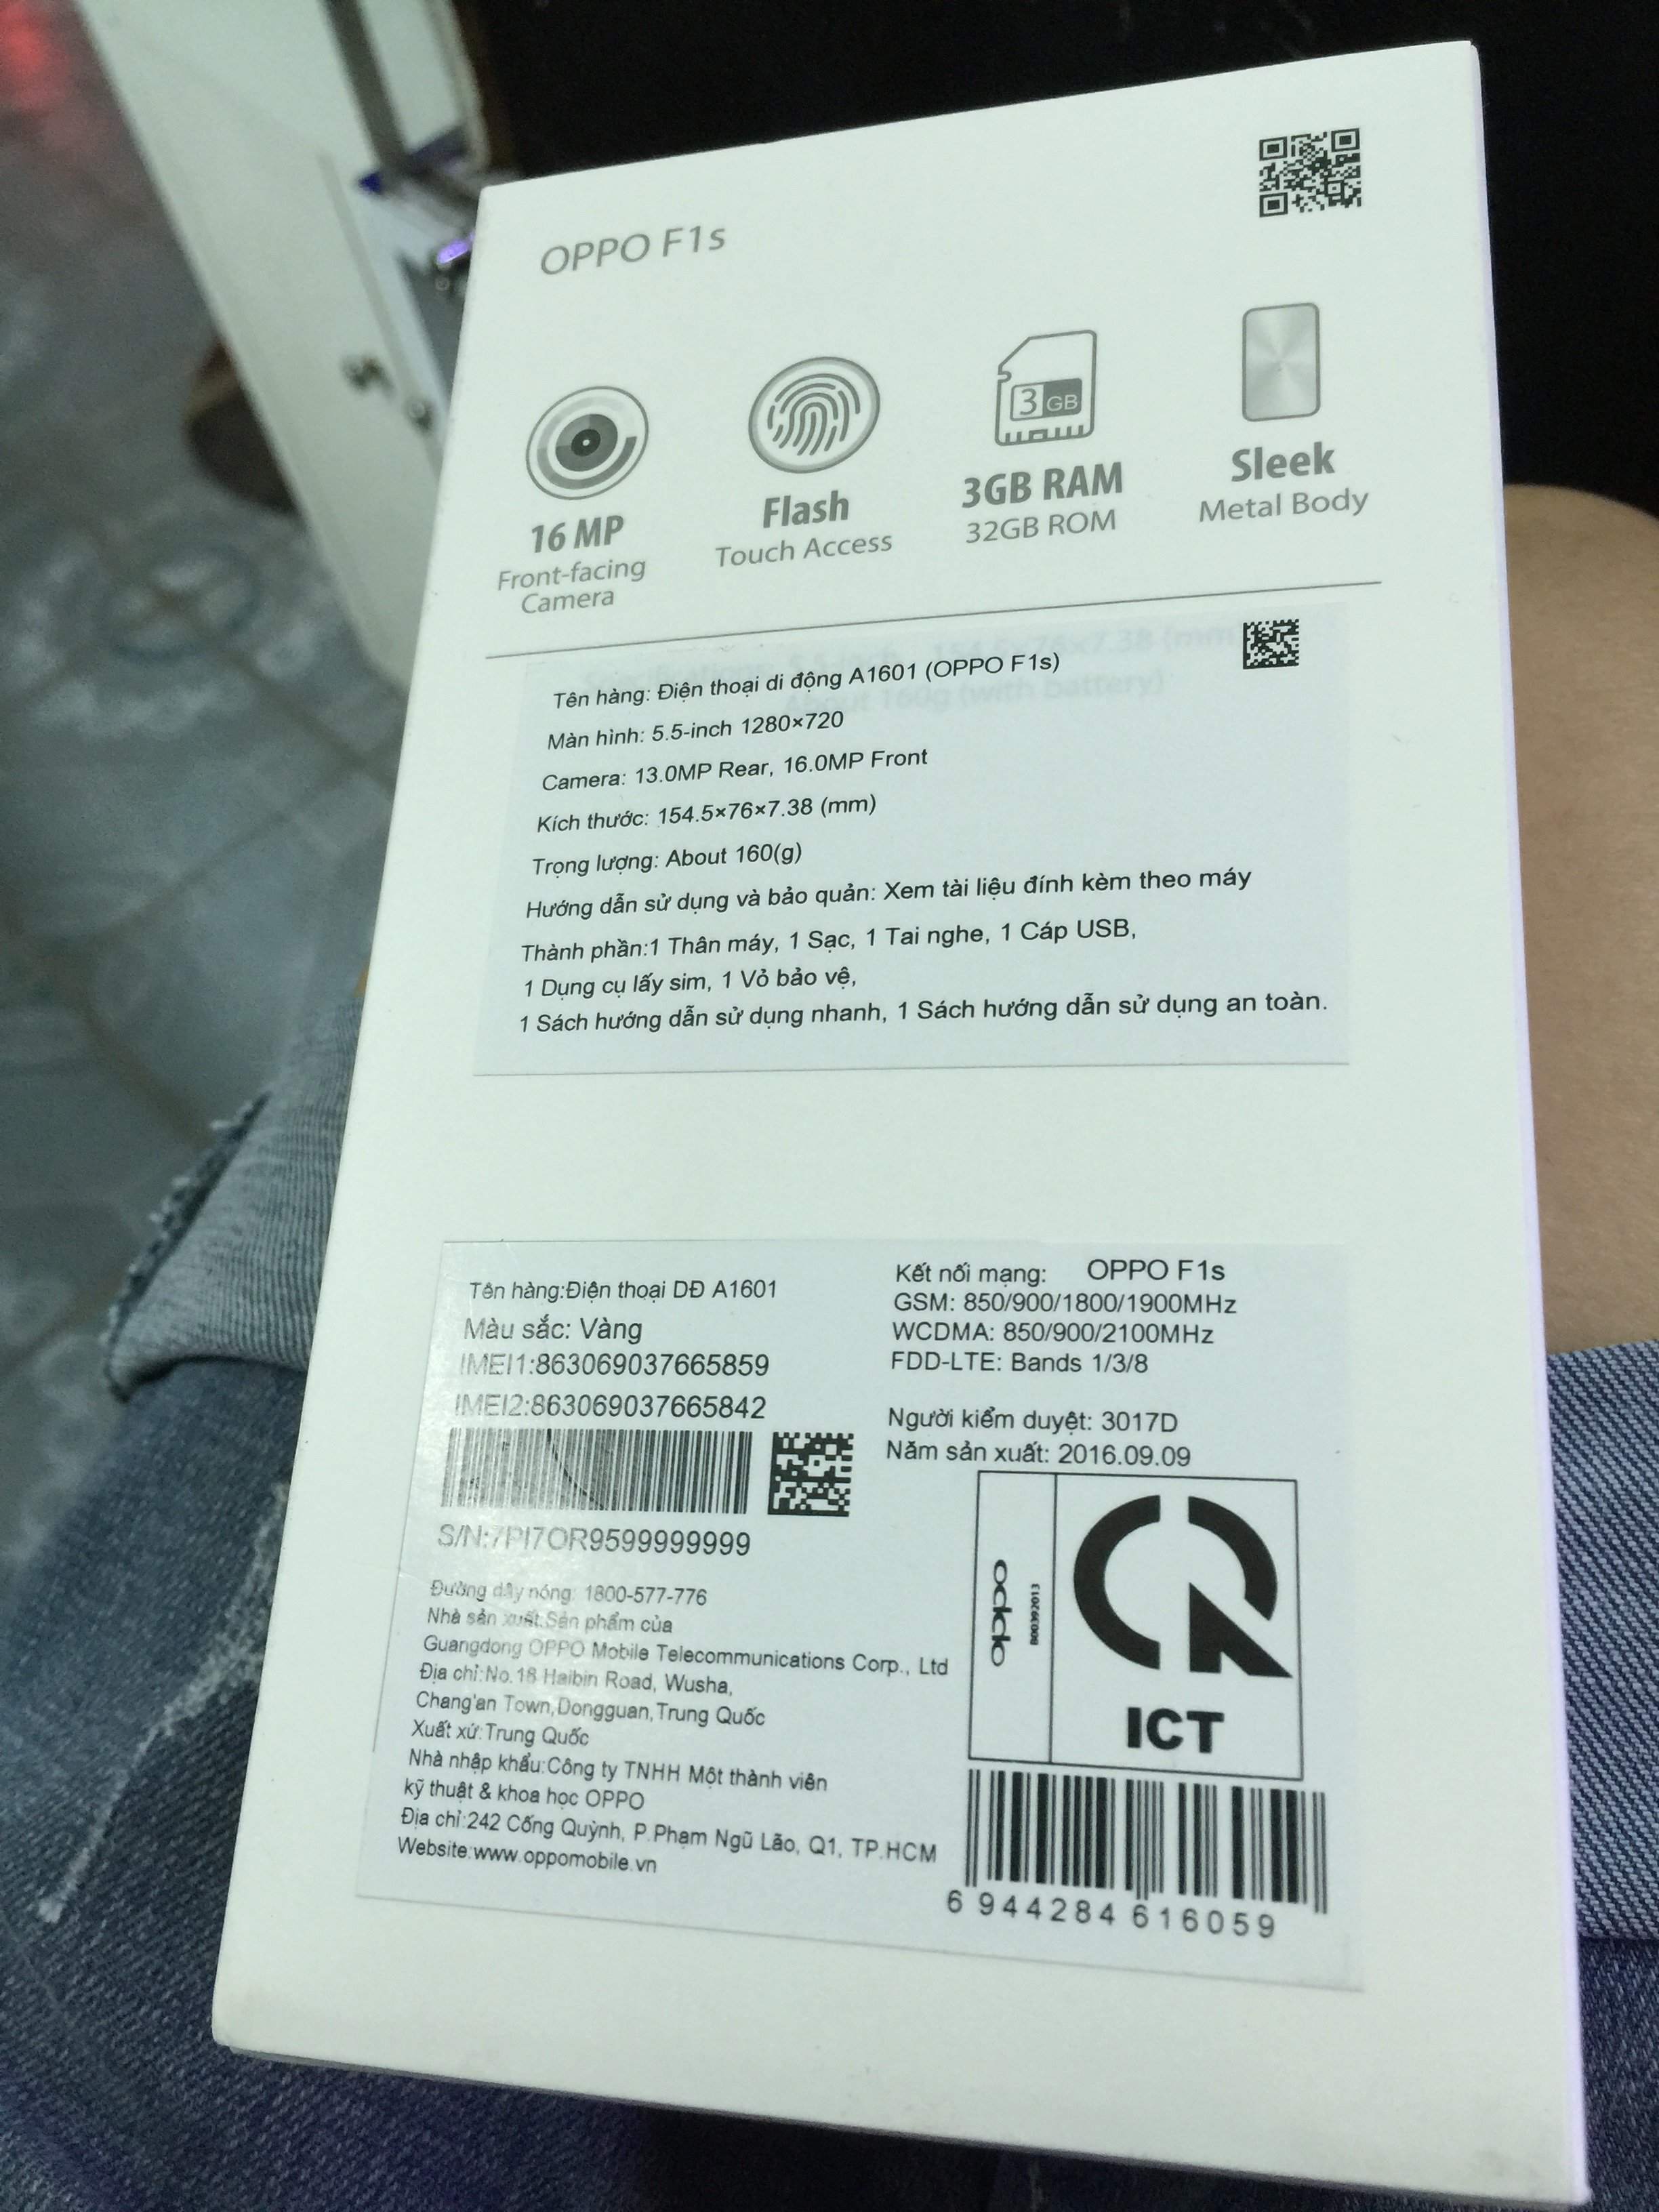 OPPO F1s
3 GB
16 MP
Front-facing
Camera
Flash
Touch Access
3GB RAM
32GB ROM
Sleek
Metal Body
Tên hàng: Điện thoại di động A1601 (OPPO F1s)
Màn hình: 5.5-inch 1280×720
Camera: 13.0MP Rear, 16.0MP Front
Kích thước: 154.5×76×7.38 (mm)
Trọng lượng: About 160(g)
Hướng dẫn sử dụng và bảo quản: Xem tài liệu đính kèm theo máy
Thành phần:1 Thân máy, 1 Sạc, 1 Tai nghe, 1 Cáp USB,
1 Dụng cụ lấy sim, 1 Vỏ bảo vệ,
1 Sách hướng dẫn sử dụng nhanh, 1 Sách hướng dẫn sử dụng an toàn.
Tên hàng:Điện thoại DĐ A1601
Màu sắc: Vàng
IMEI1:863069037665859
IMEI2:863069037665842
S/N:7PI7OR9599999999
Đường dây nóng: 1800-577-776
Nhà sản xuất:Sản phẩm của
Guangdong OPPO Mobile Telecommunications Corp., Ltd
Địa chỉ:No.18 Haibin Road, Wusha,
Chang'an Town,Dongguan,Trung Quốc
Xuất xứ:Trung Quốc
Nhà nhập khẩu:Công ty TNHH Một thành viên
kỹ thuật & khoa học OPPO
Địa chỉ:242 Cống Quỳnh, P.Phạm Ngũ Lão, Q1, TP.HCM
Website:www.oppomobile.vn
Kết nối mạng: OPPO F1s
GSM: 850/900/1800/1900MHz
WCDMA: 850/900/2100MHz
FDD-LTE: Bands 1/3/8
Người kiểm duyệt: 3017D
Năm sản xuất: 2016.09.09
oppo
B00392013
ICT
6 944284 616059